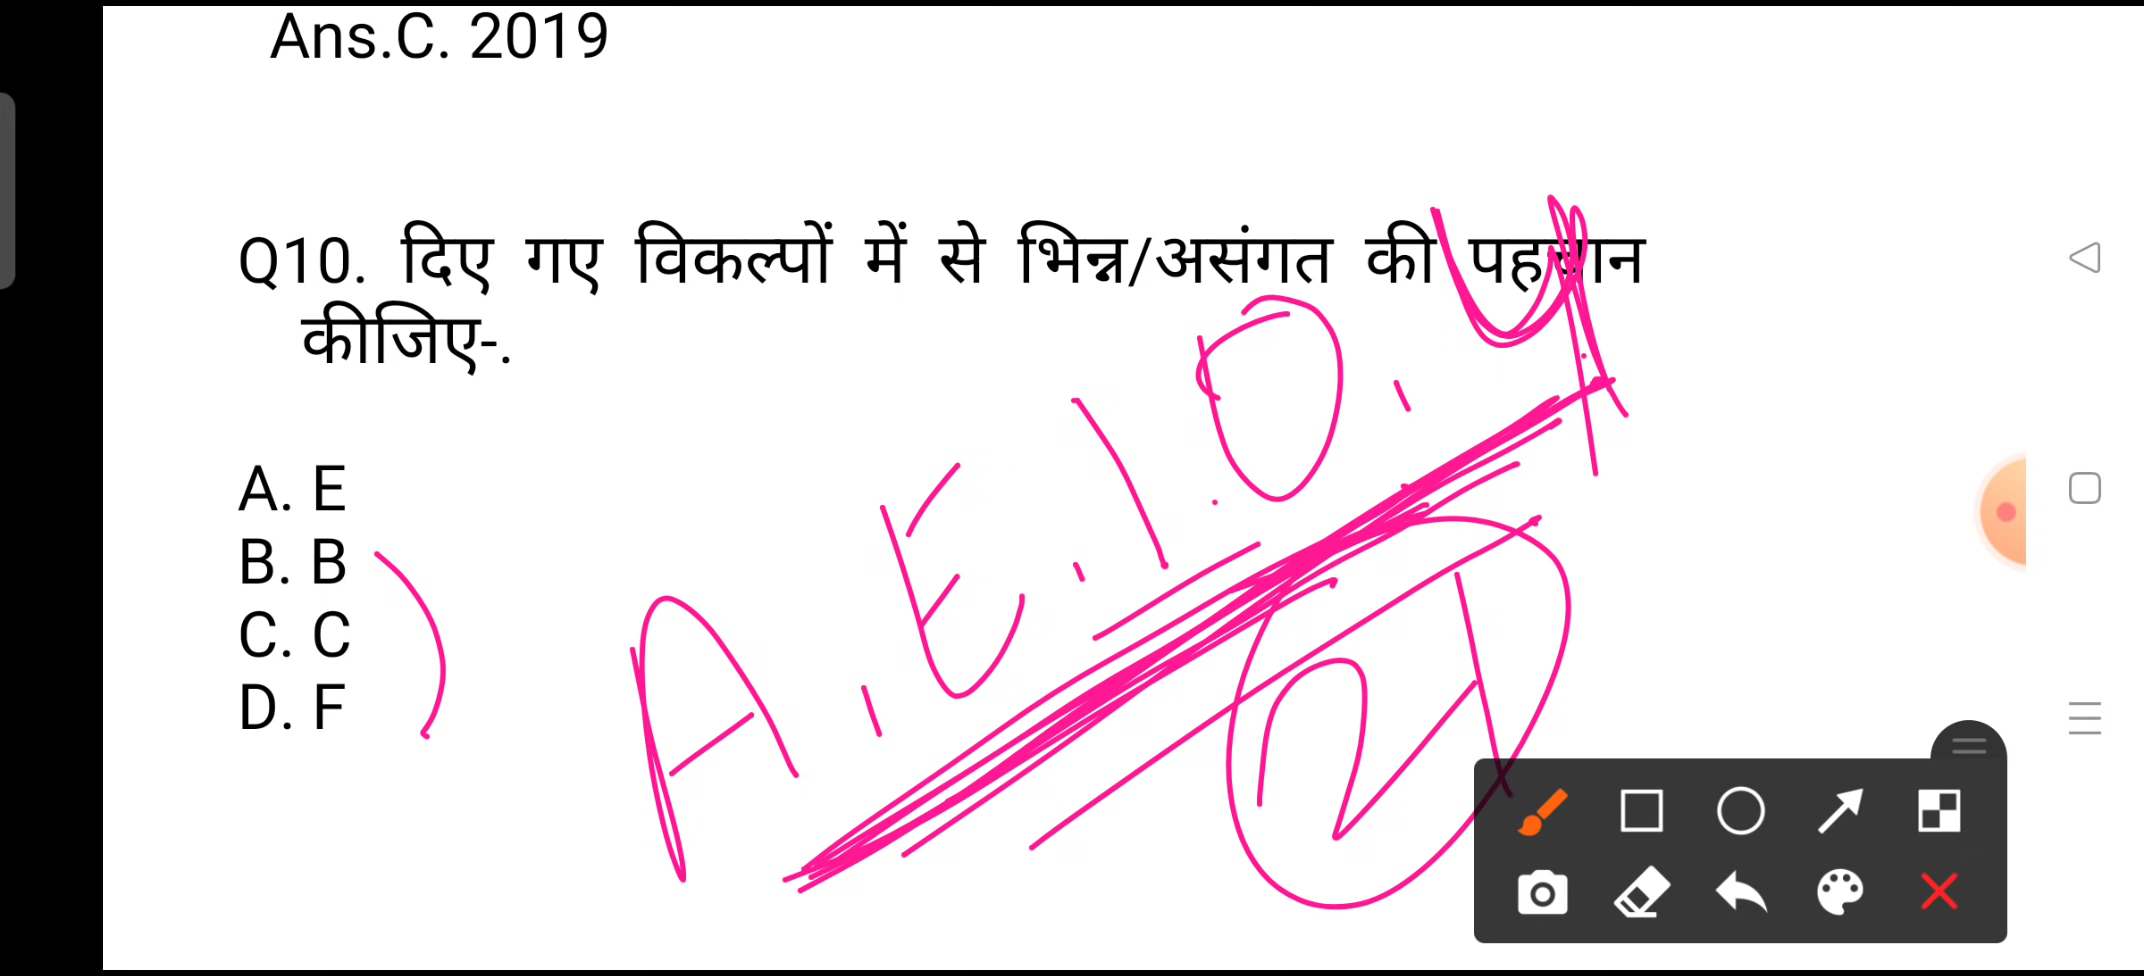 Ans.C. 2019
Q10. दिए गए विकल्पों में से भिन्न/असंगत की पहचान
कीजिए-.
A. E
B. B
C. C
D. F
A, E, I, O, U